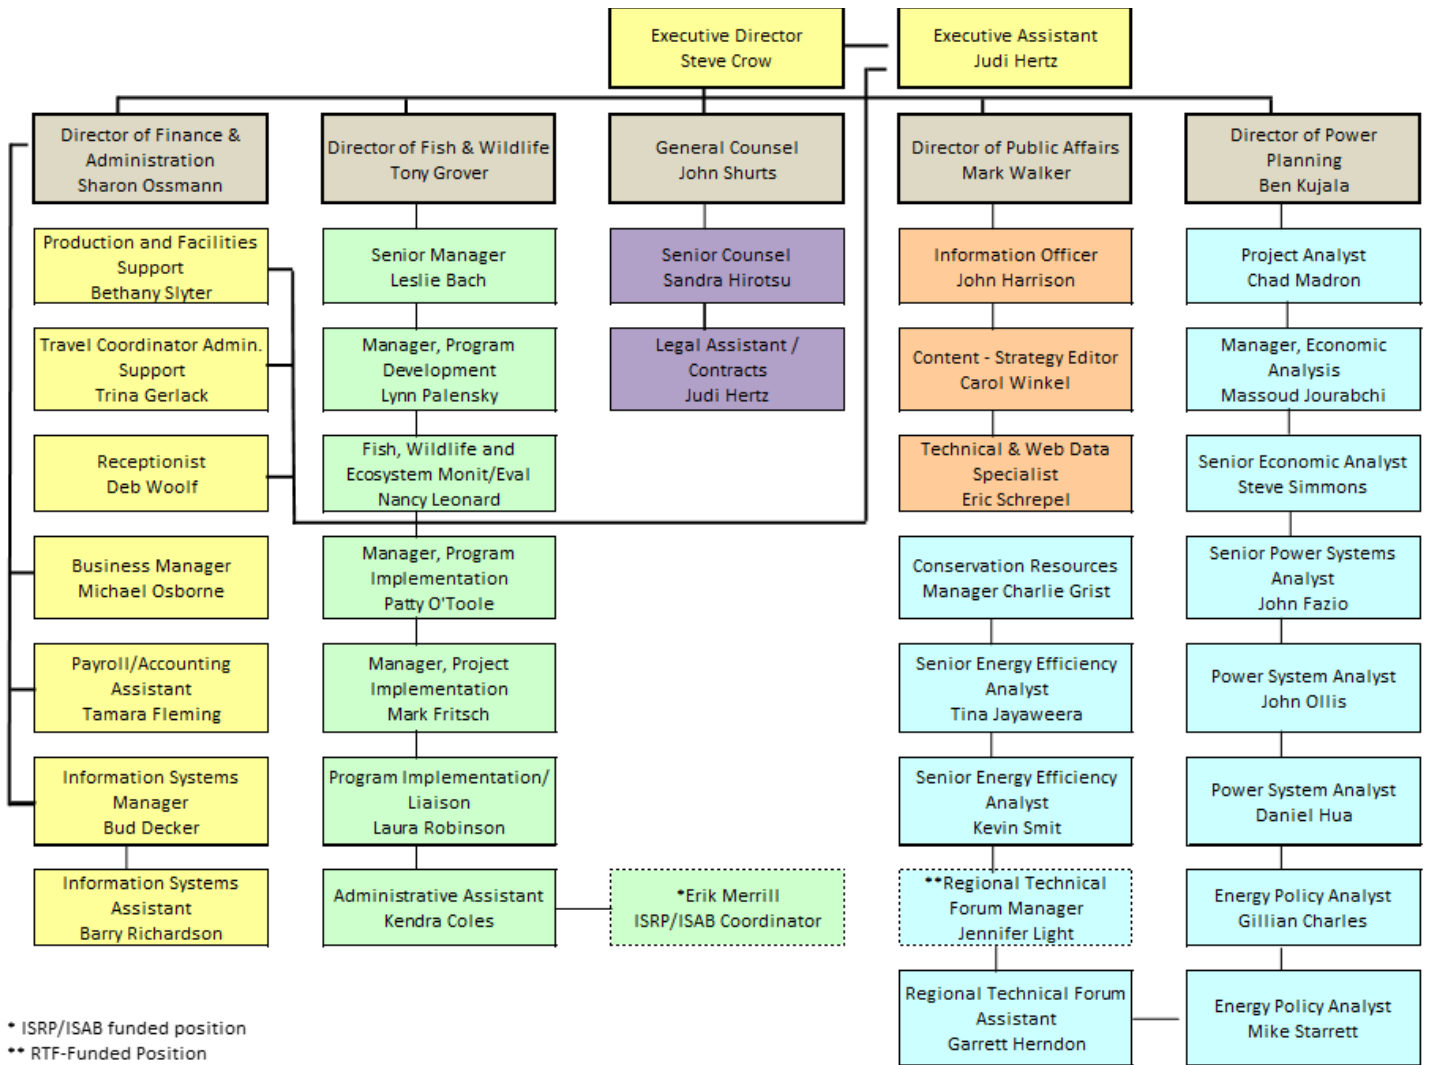 Executive Director
Steve Crow
Executive Assistant
Judi Hertz
Director of Finance &
Administration
Sharon Ossmann
Director of Fish & Wildlife
Tony Grover
General Counsel
John Shurts
Director of Public Affairs
Mark Walker
Director of Power
Planning
Ben Kujala
Production and Facilities
Support
Bethany Slyter
Senior Manager
Leslie Bach
Senior Counsel
Sandra Hirotsu
Information Officer
John Harrison
Project Analyst
Chad Madron
Travel Coordinator Admin.
Support
Trina Gerlack
Manager, Program
Development
Lynn Palensky
Legal Assistant /
Contracts
Judi Hertz
Content - Strategy Editor
Carol Winkel
Manager, Economic
Analysis
Massoud Jourabchi
Receptionist
Deb Woolf
Fish, Wildlife and
Ecosystem Monit/Eval
Nancy Leonard
Technical & Web Data
Specialist
Eric Schrepel
Senior Economic Analyst
Steve Simmons
Business Manager
Michael Osborne
Manager, Program
Implementation
Patty O'Toole
Conservation Resources
Manager Charlie Grist
Senior Power Systems
Analyst
John Fazio
Payroll/Accounting
Assistant
Tamara Fleming
Manager, Project
Implementation
Mark Fritsch
Senior Energy Efficiency
Analyst
Tina Jayaweera
Power System Analyst
John Ollis
Information Systems
Manager
Bud Decker
Program Implementation/
Liaison
Laura Robinson
Senior Energy Efficiency
Analyst
Kevin Smit
Power System Analyst
Daniel Hua
Information Systems
Assistant
Barry Richardson
Administrative Assistant
Kendra Coles
*Erik Merrill
ISRP/ISAB Coordinator
**Regional Technical
Forum Manager
Jennifer Light
Energy Policy Analyst
Gillian Charles
Regional Technical Forum
Assistant
Garrett Herndon
Energy Policy Analyst
Mike Starrett
* ISRP/ISAB funded position
** RTF-Funded Position